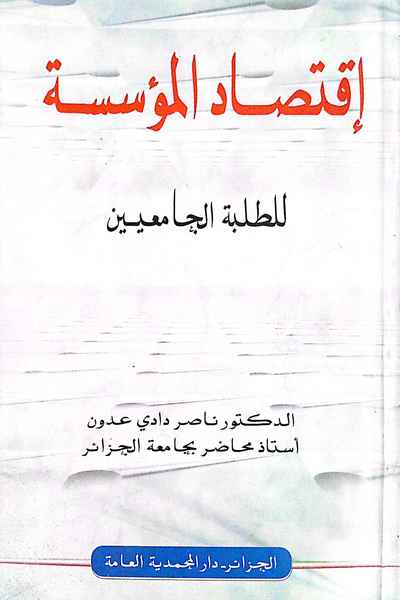 إقتصاد المؤسسة
للطلبة الجامعيين
الدكتور ناصر دادي عدون
أستاذ محاضر بجامعة الجزائر
الجزائر - دار المحمدية العامة